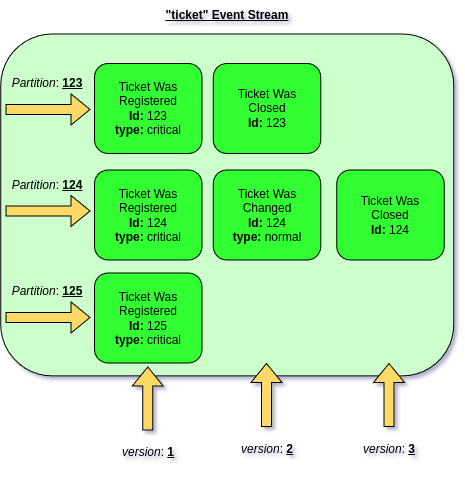 "ticket" Event Stream
Partition: 123
Ticket Was
Registered
Id: 123
type: critical
Ticket Was
Closed
Id: 123
Partition: 124
Ticket Was
Registered
Id: 124
type: critical
Ticket Was
Changed
Id: 124
type: normal
Ticket Was
Closed
Id: 124
Partition: 125
Ticket Was
Registered
Id: 125
type: critical
version: 1
version: 2
version: 3